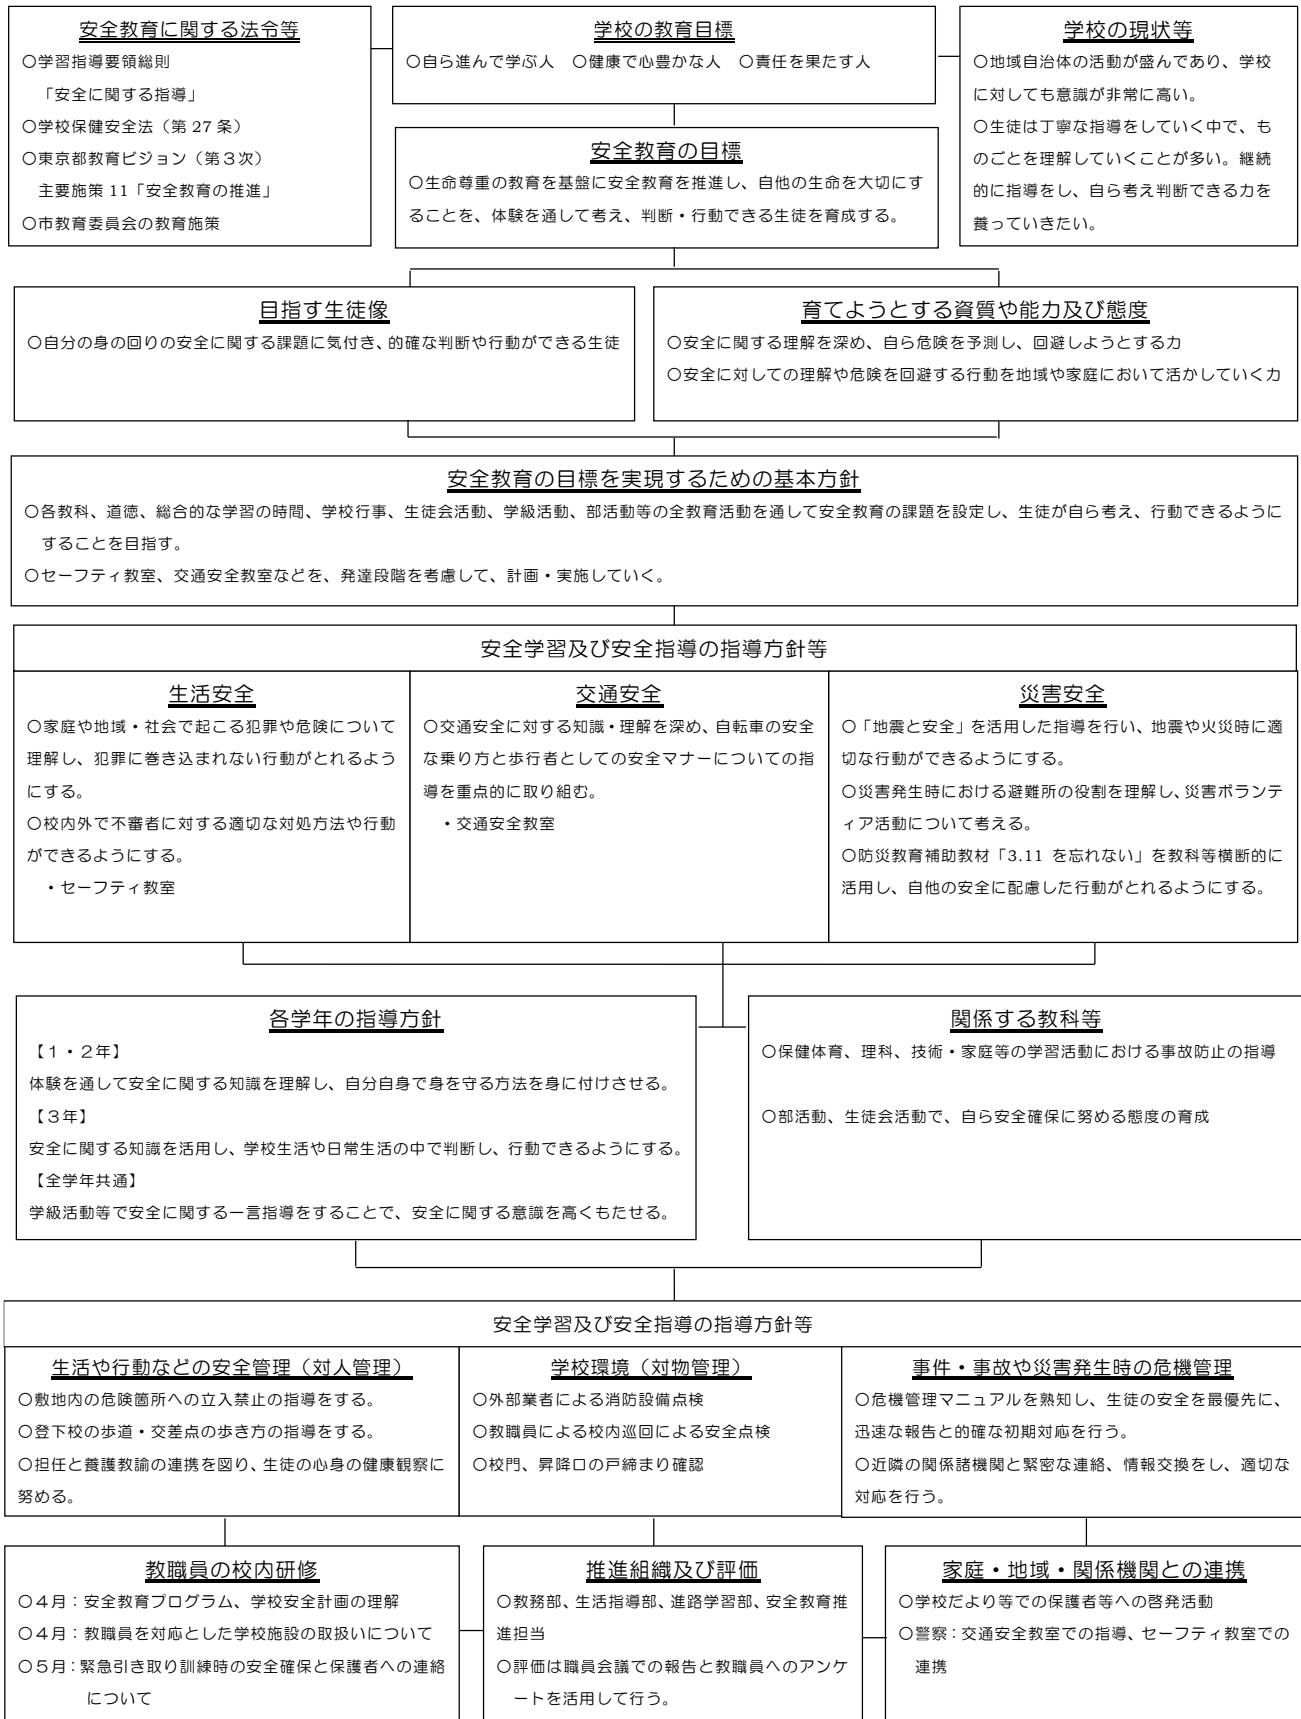 安全教育に関する法令等
○学習指導要領総則
「安全に関する指導」
○学校保健安全法（第 27 条）
○東京都教育ビジョン（第３次）
主要施策 11「安全教育の推進」
○市教育委員会の教育施策
学校の教育目標
○自ら進んで学ぶ人　○健康で心豊かな人　○責任を果たす人
安全教育の目標
○生命尊重の教育を基盤に安全教育を推進し、自他の生命を大切にす
ることを、体験を通して考え、判断・行動できる生徒を育成する。
学校の現状等
○地域自治体の活動が盛んであり、学校
に対しても意識が非常に高い。
○生徒は丁寧な指導をしていく中で、も
のごとを理解していくことが多い。継続
的に指導をし、自ら考え判断できる力を
養っていきたい。
目指す生徒像
○自分の身の回りの安全に関する課題に気付き、的確な判断や行動ができる生徒
育てようとする資質や能力及び態度
○安全に関する理解を深め、自ら危険を予測し、回避しようとする力
○安全に対しての理解や危険を回避する行動を地域や家庭において活かしていく力
安全教育の目標を実現するための基本方針
○各教科、道徳、総合的な学習の時間、学校行事、生徒会活動、学級活動、部活動等の全教育活動を通して安全教育の課題を設定し、生徒が自ら考え、行動できるように
することを目指す。
○セーフティ教室、交通安全教室などを、発達段階を考慮して、計画・実施していく。
安全学習及び安全指導の指導方針等
生活安全
○家庭や地域・社会で起こる犯罪や危険について
理解し、犯罪に巻き込まれない行動がとれるよう
にする。
○校内外で不審者に対する適切な対処方法や行動
ができるようにする。
・セーフティ教室
交通安全
○交通安全に対する知識・理解を深め、自転車の安全
な乗り方と歩行者としての安全マナーについての指
導を重点的に取り組む。
・交通安全教室
災害安全
○「地震と安全」を活用した指導を行い、地震や火災時に適
切な行動ができるようにする。
○災害発生時における避難所の役割を理解し、災害ボランテ
ィア活動について考える。
○防災教育補助教材「3.11 を忘れない」を教科等横断的に
活用し、自他の安全に配慮した行動がとれるようにする。
各学年の指導方針
【１・２年】
体験を通して安全に関する知識を理解し、自分自身で身を守る方法を身に付けさせる。
【３年】
安全に関する知識を活用し、学校生活や日常生活の中で判断し、行動できるようにする。
【全学年共通】
学級活動等で安全に関する一言指導をすることで、安全に関する意識を高くもたせる。
関係する教科等
○保健体育、理科、技術・家庭等の学習活動における事故防止の指導
○部活動、生徒会活動で、自ら安全確保に努める態度の育成
安全学習及び安全指導の指導方針等
生活や行動などの安全管理（対人管理）
○敷地内の危険箇所への立入禁止の指導をする。
○登下校の歩道・交差点の歩き方の指導をする。
○担任と養護教諭の連携を図り、生徒の心身の健康観察に
努める。
学校環境（対物管理）
○外部業者による消防設備点検
○教職員による校内巡回による安全点検
○校門、昇降口の戸締まり確認
事件・事故や災害発生時の危機管理
○危機管理マニュアルを熟知し、生徒の安全を最優先に、
迅速な報告と的確な初期対応を行う。
○近隣の関係諸機関と緊密な連絡、情報交換をし、適切な
対応を行う。
教職員の校内研修
○４月：安全教育プログラム、学校安全計画の理解
○４月：教職員を対応とした学校施設の取扱いについて
○５月：緊急引き取り訓練時の安全確保と保護者への連絡
について
推進組織及び評価
○教務部、生活指導部、進路学習部、安全教育推
進担当
○評価は職員会議での報告と教職員へのアンケ
ートを活用して行う。
家庭・地域・関係機関との連携
○学校だより等での保護者等への啓発活動
○警察：交通安全教室での指導、セーフティ教室での
連携